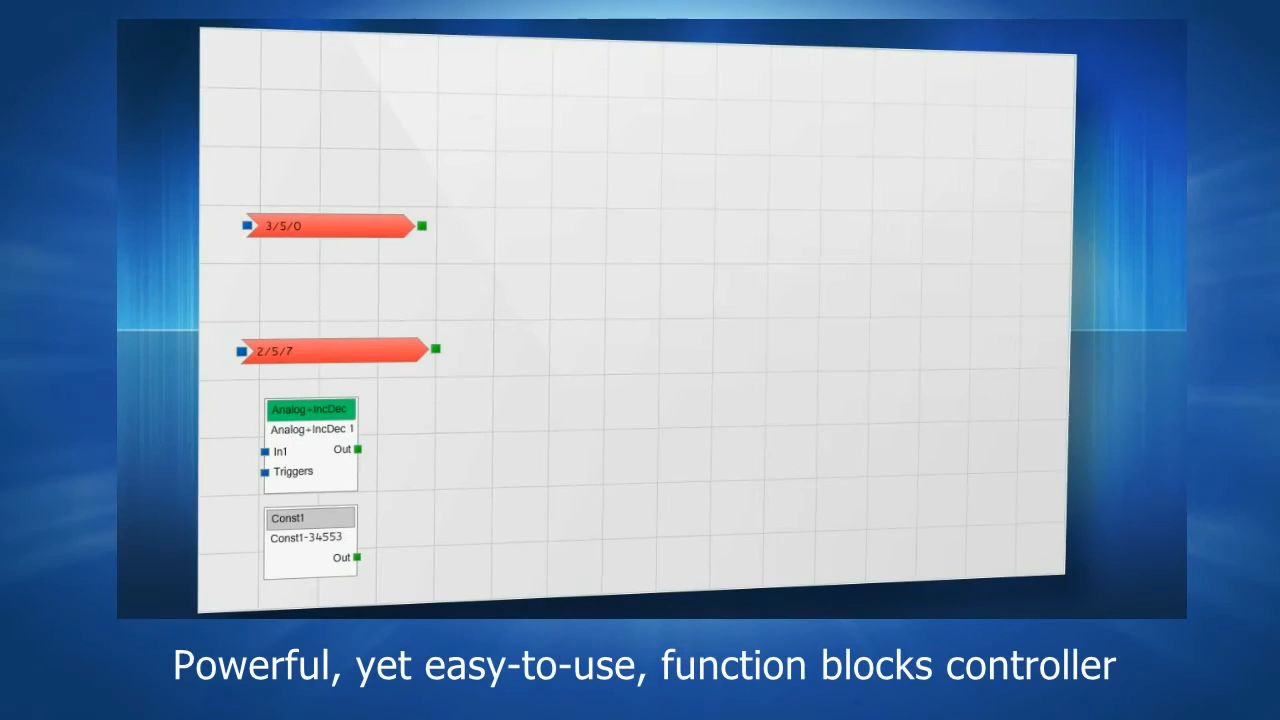 3/5/0
2/5/7
Analog+IncDec
Analog+IncDec 1
In1 Out
Triggers
Const1
Const1-34553
Out
Powerful, yet easy-to-use, function blocks controller